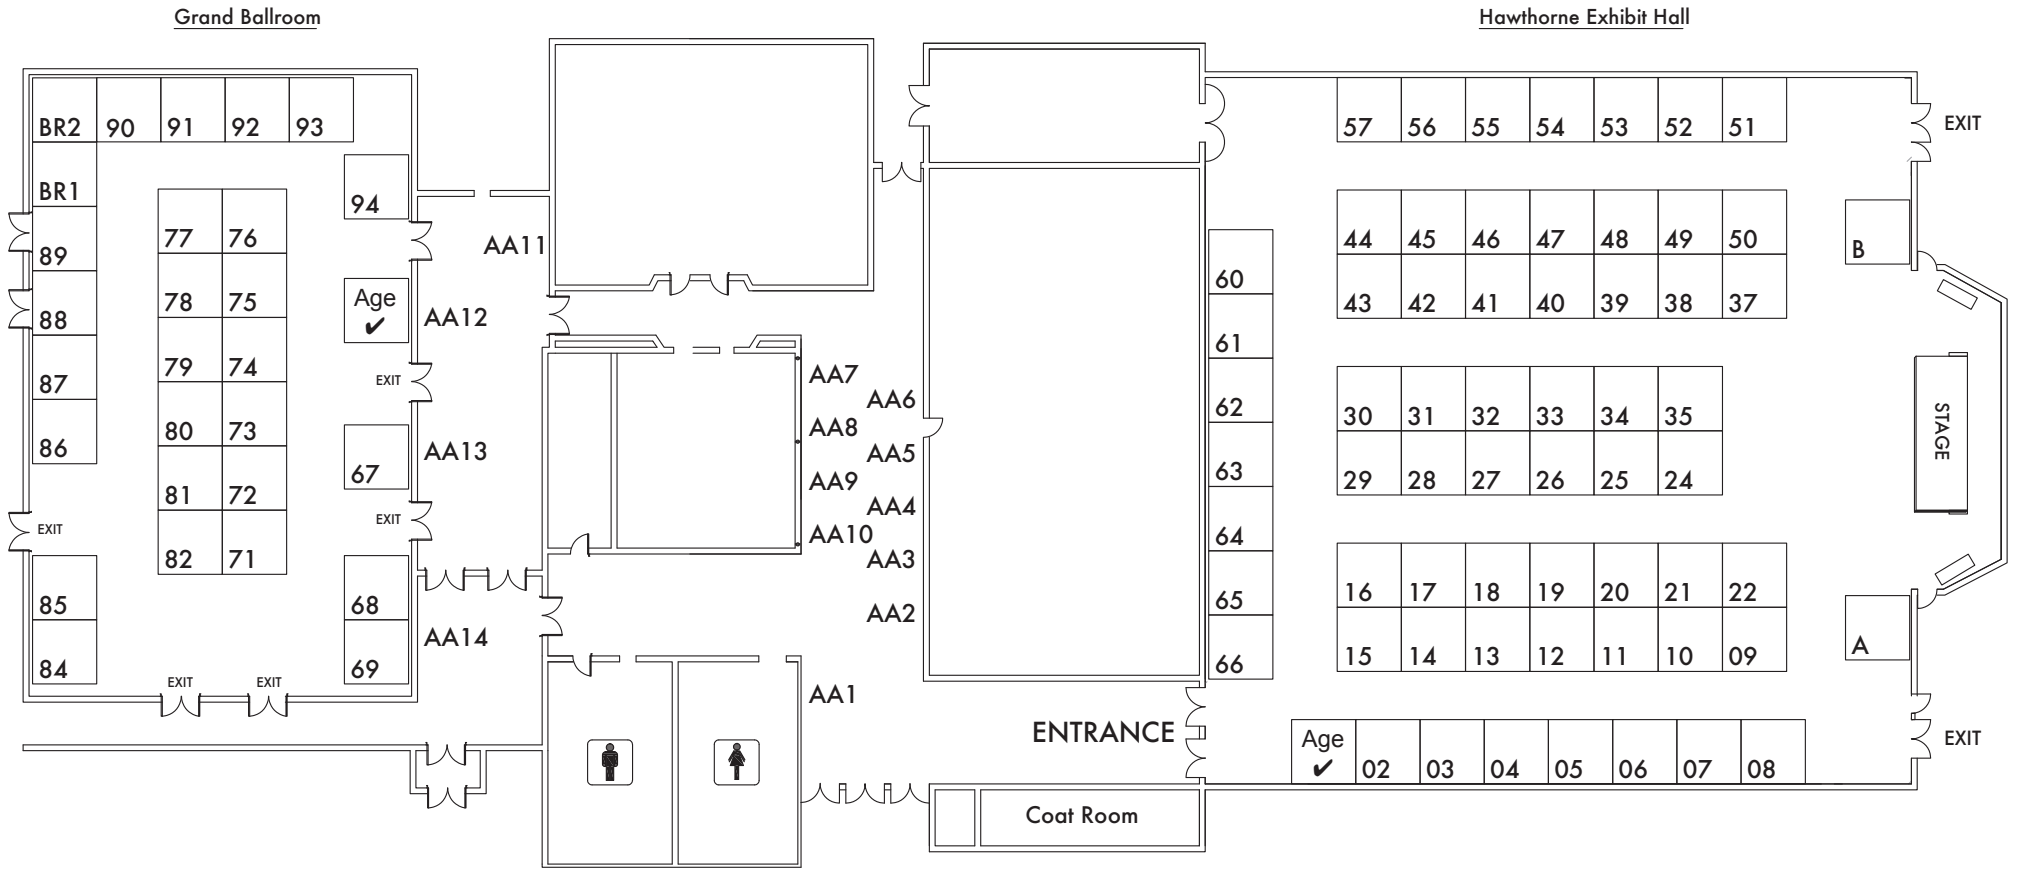 Grand Ballroom
Hawthorne Exhibit Hall
BR2 90 91 92 93
BR1
94
89
77 76
88
78 75
Age
✔
87
79 74
EXIT
86
80 73
67
81 72
EXIT
EXIT
82 71
85
68
84
69
EXIT EXIT
AA11
AA12
AA13
AA14
AA7
AA6
AA8
AA5
AA9
AA4
AA10
AA3
AA2
AA1
ENTRANCE
Coat Room
57 56 55 54 53 52 51
EXIT
44 45 46 47 48 49 50
B
43 42 41 40 39 38 37
60
61
62
63
64
65
66
30 31 32 33 34 35
29 28 27 26 25 24
STAGE
16 17 18 19 20 21 22
15 14 13 12 11 10 09
A
Age
✔ 02 03 04 05 06 07 08
EXIT